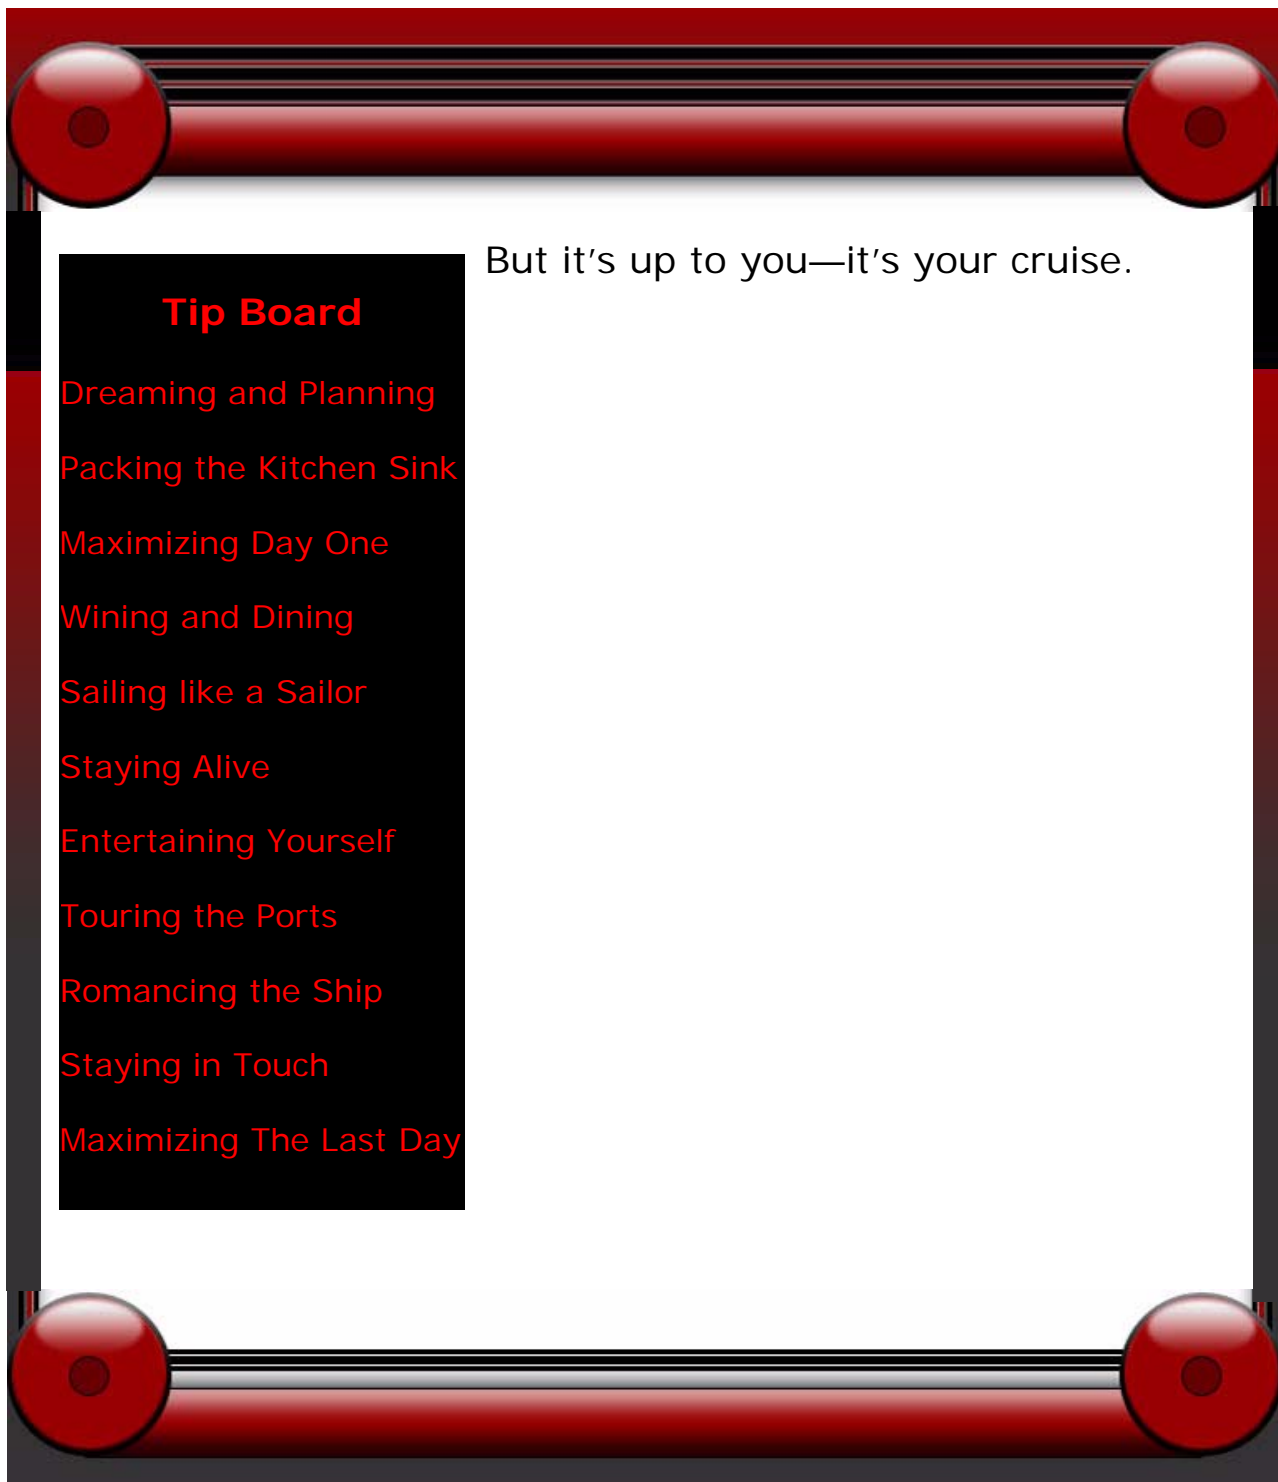 But it's up to you—it's your cruise.
Tip Board
Dreaming and Planning
Packing the Kitchen Sink
Maximizing Day One
Wining and Dining
Sailing like a Sailor
Staying Alive
Entertaining Yourself
Touring the Ports
Romancing the Ship
Staying in Touch
Maximizing The Last Day